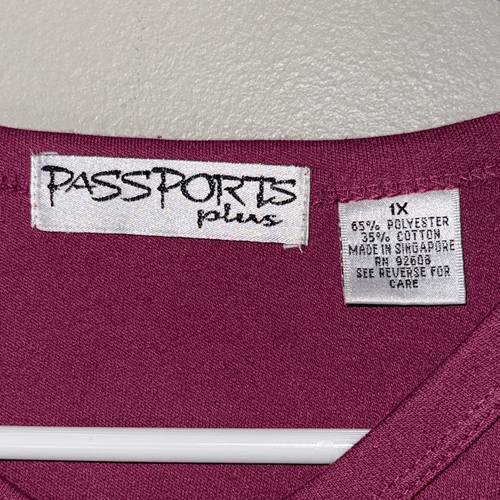 PASSPORTS
plus
1X
65% POLYESTER
35% COTTON
MADE IN SINGAPORE
RN 92608
SEE REVERSE FOR
CARE